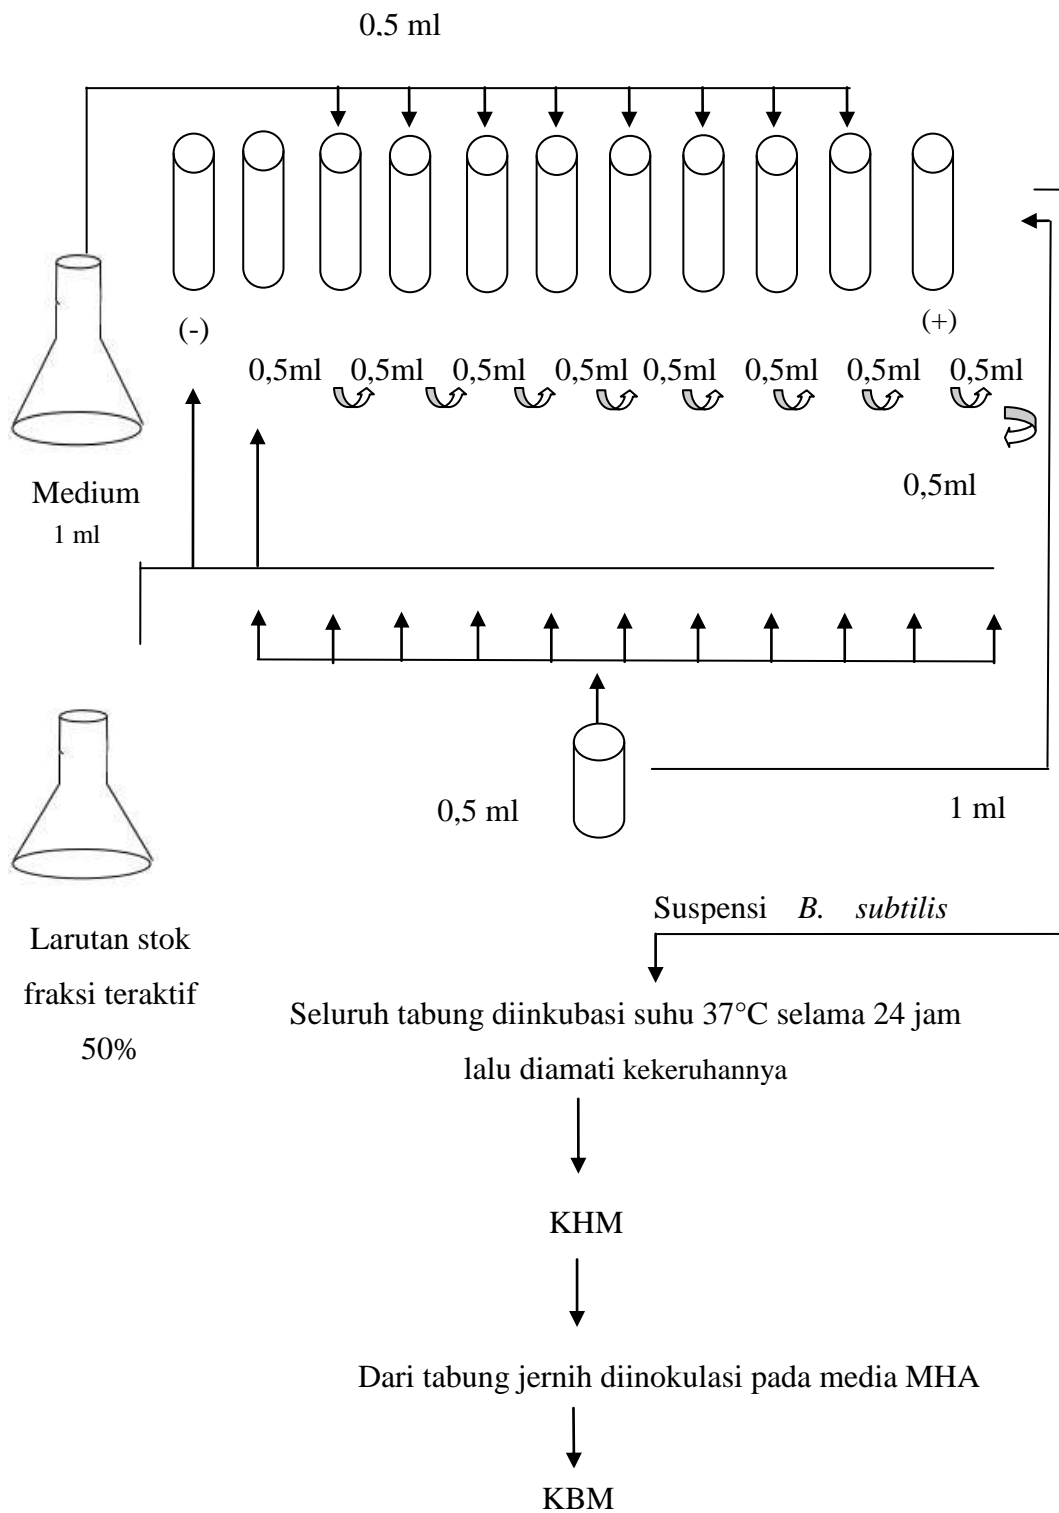 0,5 ml
(-)
(+)
0,5ml 0,5ml 0,5ml 0,5ml 0,5ml 0,5ml 0,5ml 0,5ml
0,5ml
Medium
1 ml
0,5 ml
1 ml
Suspensi B. subtilis
Larutan stok
fraksi teraktif
50%
Seluruh tabung diinkubasi suhu 37°C selama 24 jam
lalu diamati kekeruhannya
KHM
Dari tabung jernih diinokulasi pada media MHA
KBM